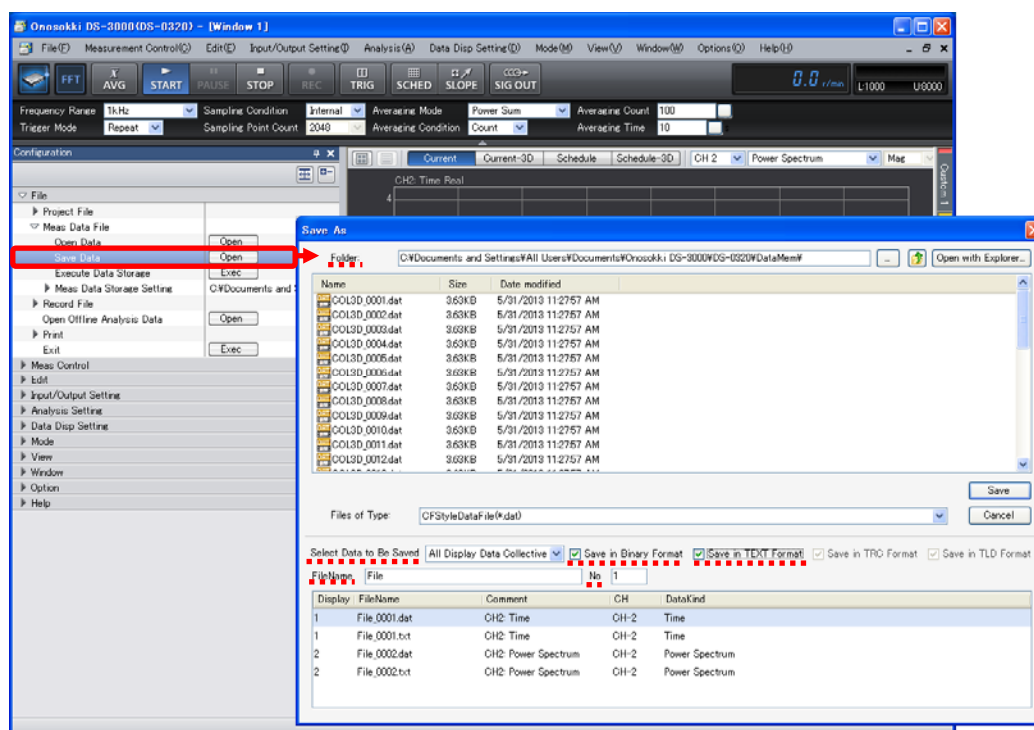 Onosokki DS-3000(DS-0320) - [Window 1]
File(F) Measurement Control(C) Edit(E) Input/Output Setting(I) Analysis(A) Data Disp Setting(D) Mode(M) View(V) Window(W) Options(O) Help(H)
FFT X AVG START PAUSE STOP REC TRIG SCHED SLOPE SIG OUT 0.0 r/min L:1000 U:8000
Frequency Range 1kHz Sampling Condition Internal Averaging Mode Power Sum Averaging Count 100
Trigger Mode Repeat Sampling Point Count 2048 Averaging Condition Count Averaging Time 10
Configuration
Current Current-3D Schedule Schedule-3D CH 2 Power Spectrum Mag
Custom 1
CH2: Time Real
4
File
Project File
Meas Data File
Open Data Open
Save Data Open
Execute Data Storage Exec
Meas Data Storage Setting C:¥Documents and
Record File
Open Offline Analysis Data Open
Print
Exit Exec
Meas Control
Edit
Input/Output Setting
Analysis Setting
Data Disp Setting
Mode
View
Window
Option
Help
Save As
Folder: C:¥Documents and Settings¥All Users¥Documents¥Onosokki DS-3000¥DS-0320¥DataMem¥ ... Open with Explorer...
Name Size Date modified
COL3D_0001.dat 3.63KB 5/31/2013 11:27:57 AM
COL3D_0002.dat 3.63KB 5/31/2013 11:27:57 AM
COL3D_0003.dat 3.63KB 5/31/2013 11:27:57 AM
COL3D_0004.dat 3.63KB 5/31/2013 11:27:57 AM
COL3D_0005.dat 3.63KB 5/31/2013 11:27:57 AM
COL3D_0006.dat 3.63KB 5/31/2013 11:27:57 AM
COL3D_0007.dat 3.63KB 5/31/2013 11:27:57 AM
COL3D_0008.dat 3.63KB 5/31/2013 11:27:57 AM
COL3D_0009.dat 3.63KB 5/31/2013 11:27:57 AM
COL3D_0010.dat 3.63KB 5/31/2013 11:27:57 AM
COL3D_0011.dat 3.63KB 5/31/2013 11:27:57 AM
COL3D_0012.dat 3.63KB 5/31/2013 11:27:57 AM
Save
Files of Type: CFStyleDataFile(*.dat) Cancel
Select Data to Be Saved All Display Data Collective Save in Binary Format Save in TEXT Format Save in TRC Format Save in TLD Format
FileName File No 1
Display FileName Comment CH DataKind
1 File_0001.dat CH2: Time CH-2 Time
1 File_0001.txt CH2: Time CH-2 Time
2 File_0002.dat CH2: Power Spectrum CH-2 Power Spectrum
2 File_0002.txt CH2: Power Spectrum CH-2 Power Spectrum